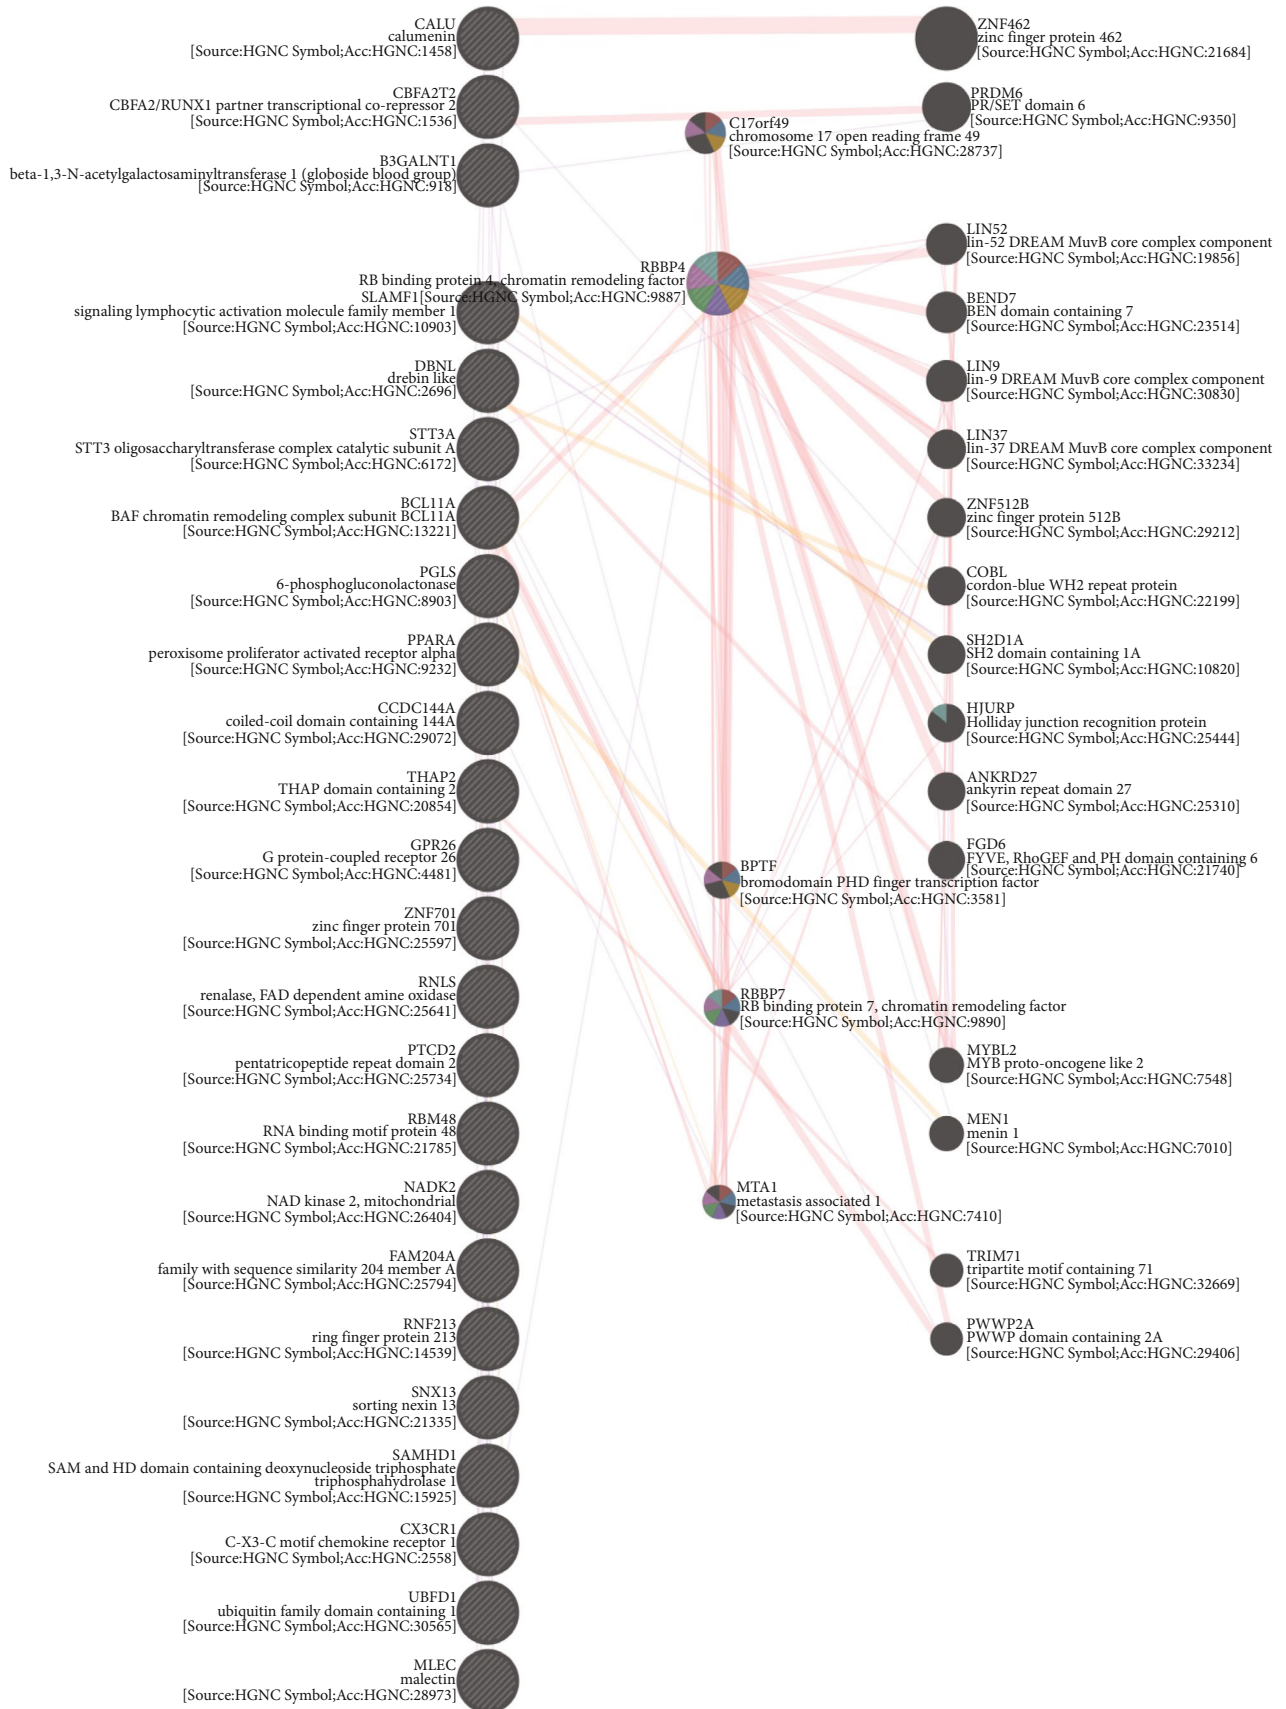 CALU
calumenin
[Source:HGNC Symbol;Acc:HGNC:1458]
CBFA2T2
CBFA2/RUNX1 partner transcriptional co-repressor 2
[Source:HGNC Symbol;Acc:HGNC:1536]
B3GALNT1
beta-1,3-N-acetylgalactosaminyltransferase 1 (globoside blood group)
[Source:HGNC Symbol;Acc:HGNC:918]
RBBP4
RB binding protein 4, chromatin remodeling factor
SLAMF1[Source:HGNC Symbol;Acc:HGNC:9887]
signaling lymphocytic activation molecule family member 1
[Source:HGNC Symbol;Acc:HGNC:10903]
DBNL
drebin like
[Source:HGNC Symbol;Acc:HGNC:2696]
STT3A
STT3 oligosaccharyltransferase complex catalytic subunit A
[Source:HGNC Symbol;Acc:HGNC:6172]
BCL11A
BAF chromatin remodeling complex subunit BCL11A
[Source:HGNC Symbol;Acc:HGNC:13221]
PGLS
6-phosphogluconolactonase
[Source:HGNC Symbol;Acc:HGNC:8903]
PPARA
peroxisome proliferator activated receptor alpha
[Source:HGNC Symbol;Acc:HGNC:9232]
CCDC144A
coiled-coil domain containing 144A
[Source:HGNC Symbol;Acc:HGNC:29072]
THAP2
THAP domain containing 2
[Source:HGNC Symbol;Acc:HGNC:20854]
GPR26
G protein-coupled receptor 26
[Source:HGNC Symbol;Acc:HGNC:4481]
ZNF701
zinc finger protein 701
[Source:HGNC Symbol;Acc:HGNC:25597]
RNLS
renalase, FAD dependent amine oxidase
[Source:HGNC Symbol;Acc:HGNC:25641]
PTCD2
pentatricopeptide repeat domain 2
[Source:HGNC Symbol;Acc:HGNC:25734]
RBM48
RNA binding motif protein 48
[Source:HGNC Symbol;Acc:HGNC:21785]
NADK2
NAD kinase 2, mitochondrial
[Source:HGNC Symbol;Acc:HGNC:26404]
FAM204A
family with sequence similarity 204 member A
[Source:HGNC Symbol;Acc:HGNC:25794]
RNF213
ring finger protein 213
[Source:HGNC Symbol;Acc:HGNC:14539]
SNX13
sorting nexin 13
[Source:HGNC Symbol;Acc:HGNC:21335]
SAMHD1
SAM and HD domain containing deoxynucleoside triphosphate
triphosphahydrolase 1
[Source:HGNC Symbol;Acc:HGNC:15925]
CX3CR1
C-X3-C motif chemokine receptor 1
[Source:HGNC Symbol;Acc:HGNC:2558]
UBFD1
ubiquitin family domain containing 1
[Source:HGNC Symbol;Acc:HGNC:30565]
MLEC
malectin
[Source:HGNC Symbol;Acc:HGNC:28973]
C17orf49
chromosome 17 open reading frame 49
[Source:HGNC Symbol;Acc:HGNC:28737]
BPTF
bromodomain PHD finger transcription factor
[Source:HGNC Symbol;Acc:HGNC:3581]
RBBP7
RB binding protein 7, chromatin remodeling factor
[Source:HGNC Symbol;Acc:HGNC:9890]
MTA1
metastasis associated 1
[Source:HGNC Symbol;Acc:HGNC:7410]
ZNF462
zinc finger protein 462
[Source:HGNC Symbol;Acc:HGNC:21684]
PRDM6
PR/SET domain 6
[Source:HGNC Symbol;Acc:HGNC:9350]
LIN52
lin-52 DREAM MuvB core complex component
[Source:HGNC Symbol;Acc:HGNC:19856]
BEND7
BEN domain containing 7
[Source:HGNC Symbol;Acc:HGNC:23514]
LIN9
lin-9 DREAM MuvB core complex component
[Source:HGNC Symbol;Acc:HGNC:30830]
LIN37
lin-37 DREAM MuvB core complex component
[Source:HGNC Symbol;Acc:HGNC:33234]
ZNF512B
zinc finger protein 512B
[Source:HGNC Symbol;Acc:HGNC:29212]
COBL
cordon-blue WH2 repeat protein
[Source:HGNC Symbol;Acc:HGNC:22199]
SH2D1A
SH2 domain containing 1A
[Source:HGNC Symbol;Acc:HGNC:10820]
HJURP
Holliday junction recognition protein
[Source:HGNC Symbol;Acc:HGNC:25444]
ANKRD27
ankyrin repeat domain 27
[Source:HGNC Symbol;Acc:HGNC:25310]
FGD6
FYVE, RhoGEF and PH domain containing 6
[Source:HGNC Symbol;Acc:HGNC:21740]
MYBL2
MYB proto-oncogene like 2
[Source:HGNC Symbol;Acc:HGNC:7548]
MEN1
menin 1
[Source:HGNC Symbol;Acc:HGNC:7010]
TRIM71
tripartite motif containing 71
[Source:HGNC Symbol;Acc:HGNC:32669]
PWWP2A
PWWP domain containing 2A
[Source:HGNC Symbol;Acc:HGNC:29406]